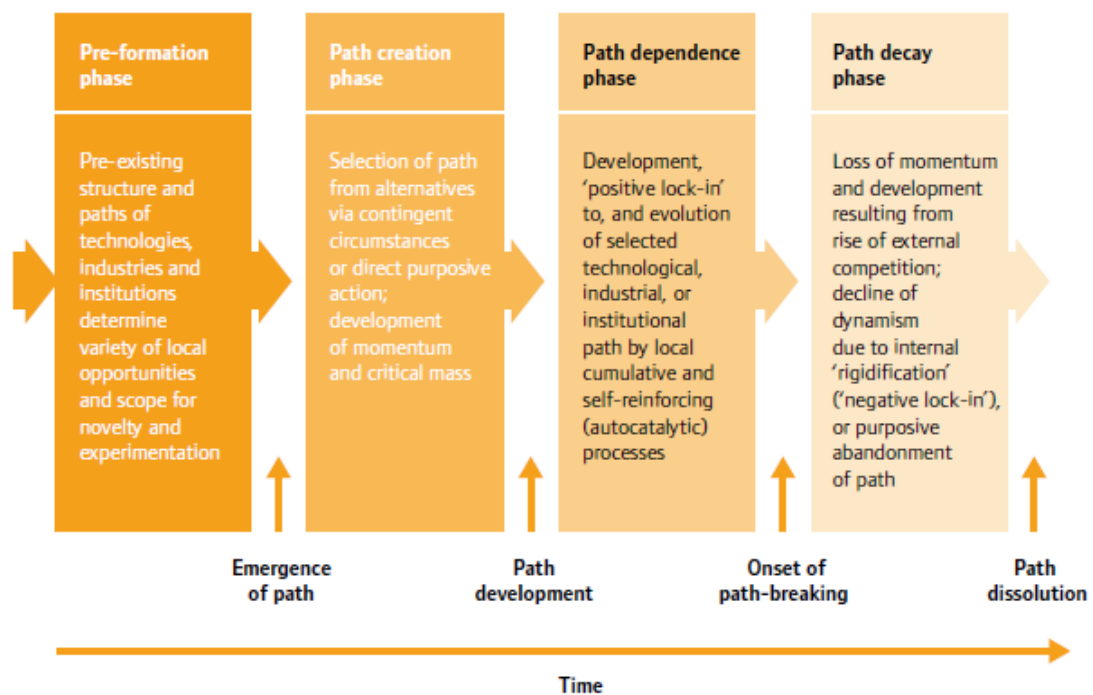 Pre-formation
phase
Pre-existing
structure and
paths of
technologies,
industries and
institutions
determine
variety of local
opportunities
and scope for
novelty and
experimentation
Path creation
phase
Selection of path
from alternatives
via contingent
circumstances
or direct purposive
action;
development
of momentum
and critical mass
Path dependence
phase
Development,
‘positive lock-in’
to, and evolution
of selected
technological,
industrial, or
institutional
path by local
cumulative and
self-reinforcing
(autocatalytic)
processes
Path decay
phase
Loss of momentum
and development
resulting from
rise of external
competition;
decline of
dynamism
due to internal
‘rigidification’
(‘negative lock-in’),
or purposive
abandonment
of path
Emergence
of path
Path
development
Onset of
path-breaking
Path
dissolution
Time